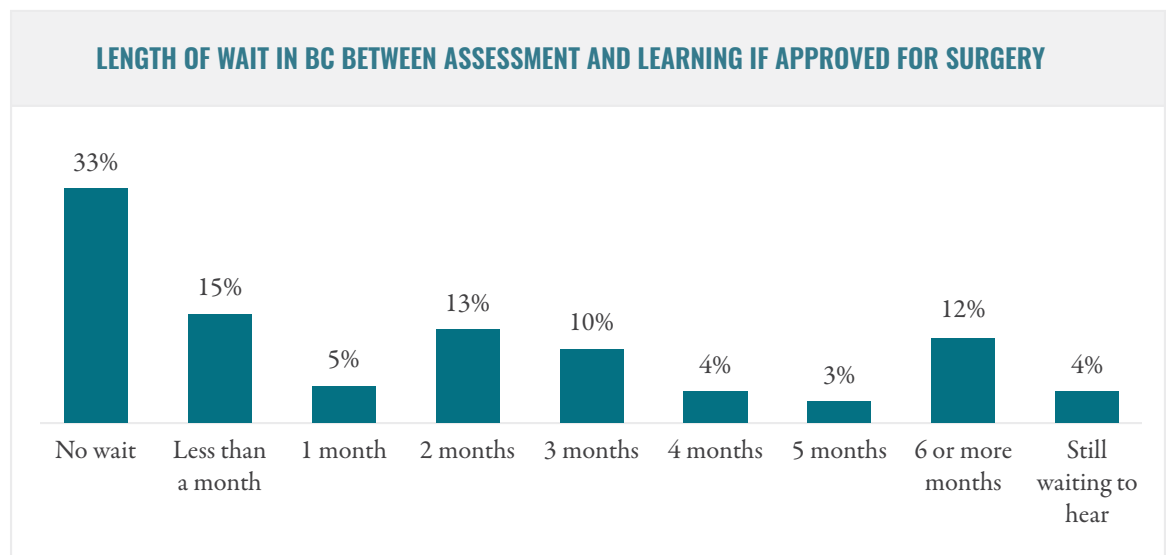 LENGTH OF WAIT IN BC BETWEEN ASSESSMENT AND LEARNING IF APPROVED FOR SURGERY
33%
15%
5%
13%
10%
4%
3%
12%
4%
No wait
Less than
a month
1 month
2 months
3 months
4 months
5 months
6 or more
months
Still
waiting to
hear